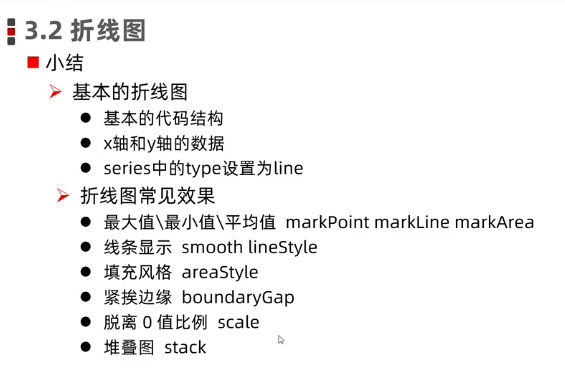 3.2 折线图
小结
基本的折线图
基本的代码结构
x轴和y轴的数据
series中的type设置为line
折线图常见效果
最大值\最小值\平均值 markPoint markLine markArea
线条显示 smooth lineStyle
填充风格 areaStyle
紧挨边缘 boundaryGap
脱离 0 值比例 scale
堆叠图 stack